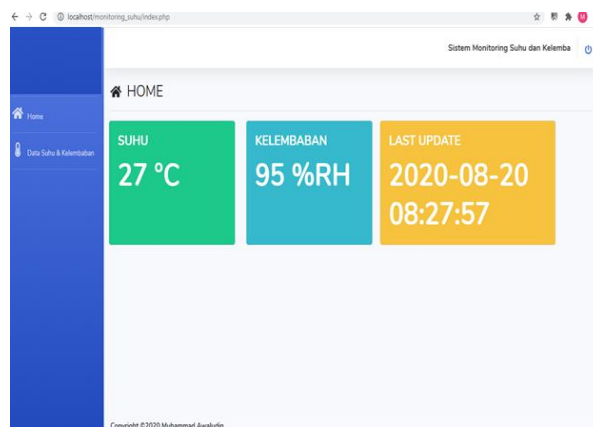 localhost/monitoring_suhu/index.php
M
Sistem Monitoring Suhu dan Kelemba
HOME
Home
Data Suhu & Kelembaban
SUHU
27 °C
KELEMBABAN
95 %RH
LAST UPDATE
2020-08-20
08:27:57
Copyright ©2020 Muhammad Awaludin